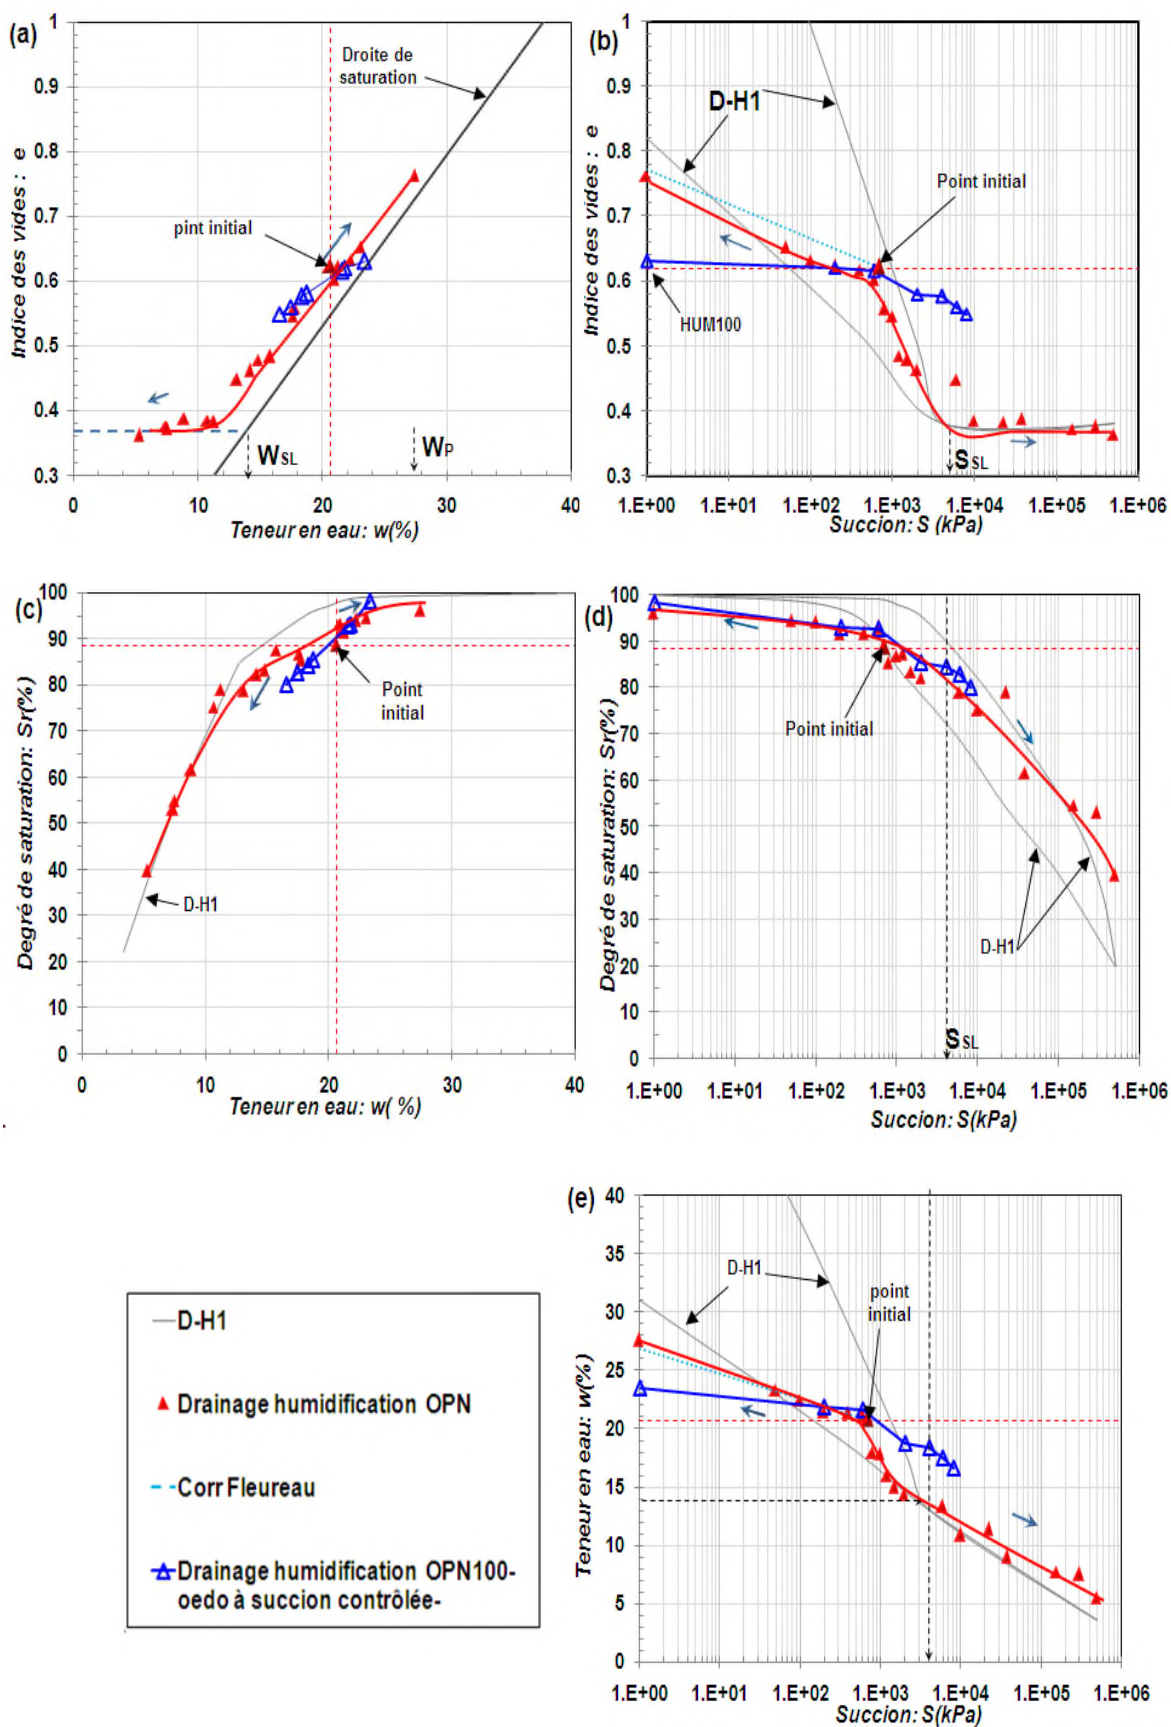 (a)
1
0.9
0.8
0.7
0.6
0.5
0.4
0.3
Indice des vides : e
Droite de
saturation
pint initial
WSL
WP
0
10
20
30
40
Teneur en eau: w(%)
(b)
1
0.9
0.8
0.7
0.6
0.5
0.4
0.3
Indice des vides : e
D-H1
Point initial
HUM100
SSL
1.E+00 1.E+01 1.E+02 1.E+03 1.E+04 1.E+05 1.E+06
Succion: S (kPa)
(c)
100
90
80
70
60
50
40
30
20
10
0
Degré de saturation: Sr(%)
Point
initial
D-H1
0
10
20
30
40
Teneur en eau: w( %)
(d)
100
90
80
70
60
50
40
30
20
10
0
Degré de saturation: Sr(%)
Point initial
D-H1
SSL
1.E+00 1.E+01 1.E+02 1.E+03 1.E+04 1.E+05 1.E+06
Succion: S(kPa)
(e)
40
35
30
25
20
15
10
5
0
Teneur en eau: w(%)
D-H1
point
initial
1.E+00 1.E+01 1.E+02 1.E+03 1.E+04 1.E+05 1.E+06
Succion: S(kPa)
D-H1
Drainage humidification OPN
Corr Fleureau
Drainage humidification OPN100-
oedo à succion contrôlée-